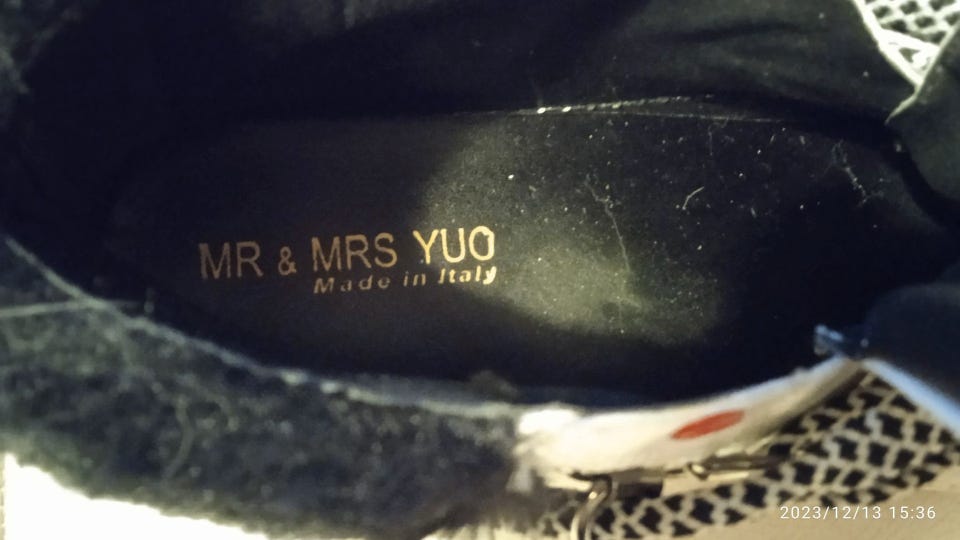 MR & MRS YUO
Made in Italy
2023/12/13 15:36